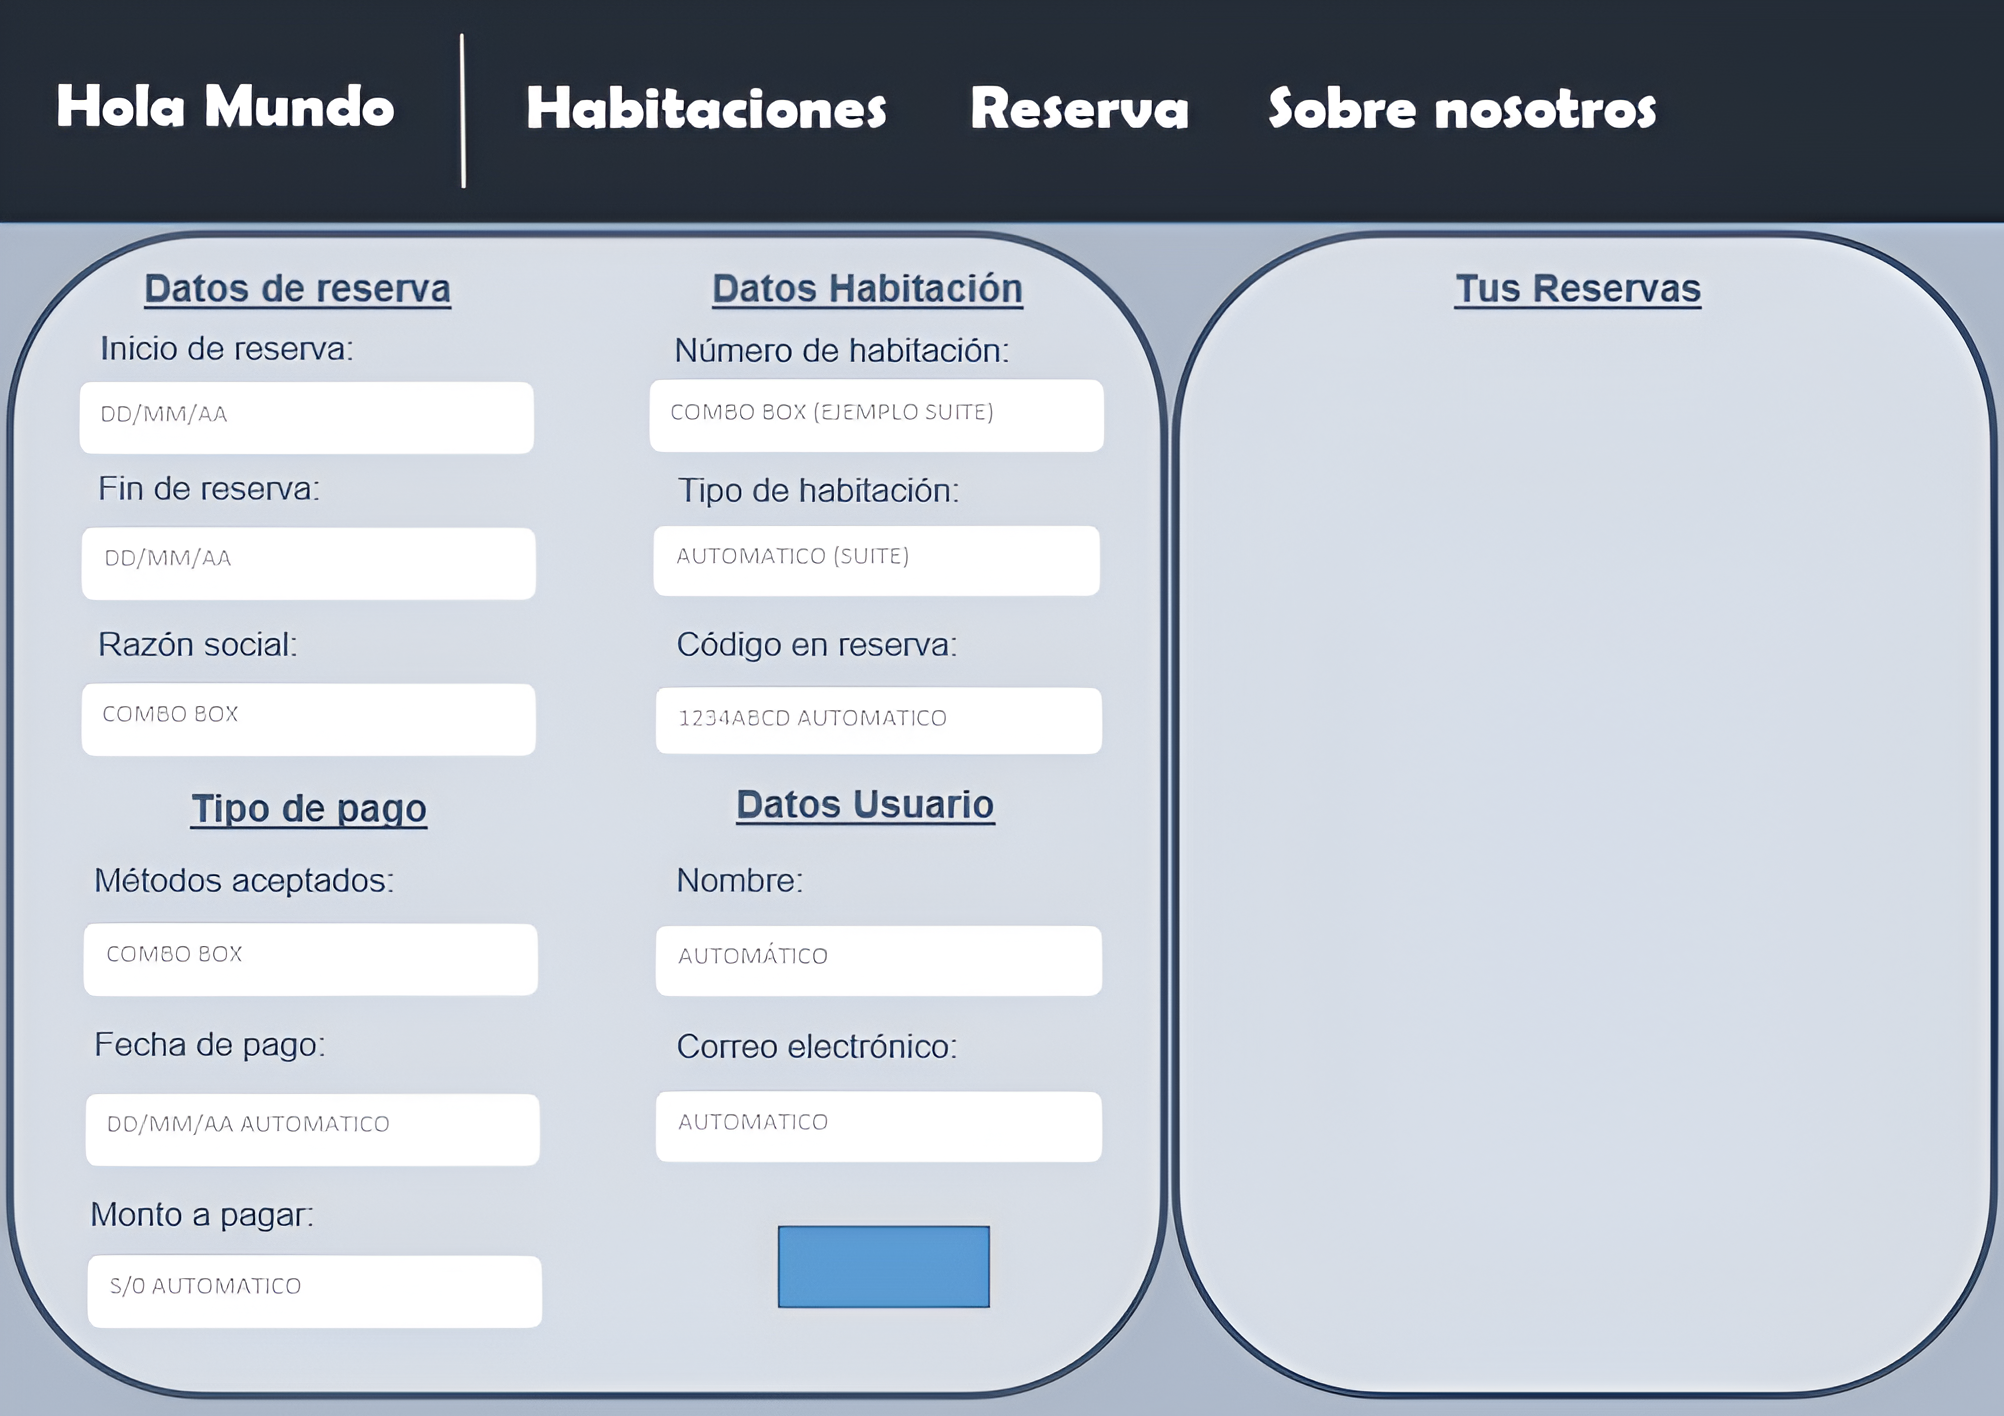 Hola Mundo
Habitaciones
Reserva
Sobre nosotros
Datos de reserva
Inicio de reserva:
DD/MM/AA
Fin de reserva:
DD/MM/AA
Razón social:
COMBO BOX
Tipo de pago
Métodos aceptados:
COMBO BOX
Fecha de pago:
DD/MM/AA AUTOMATICO
Monto a pagar:
S/0 AUTOMATICO
Datos Habitación
Número de habitación:
COMBO BOX (EJEMPLO SUITE)
Tipo de habitación:
AUTOMATICO (SUITE)
Código en reserva:
1234ABCD AUTOMATICO
Datos Usuario
Nombre:
AUTOMÁTICO
Correo electrónico:
AUTOMATICO
Tus Reservas